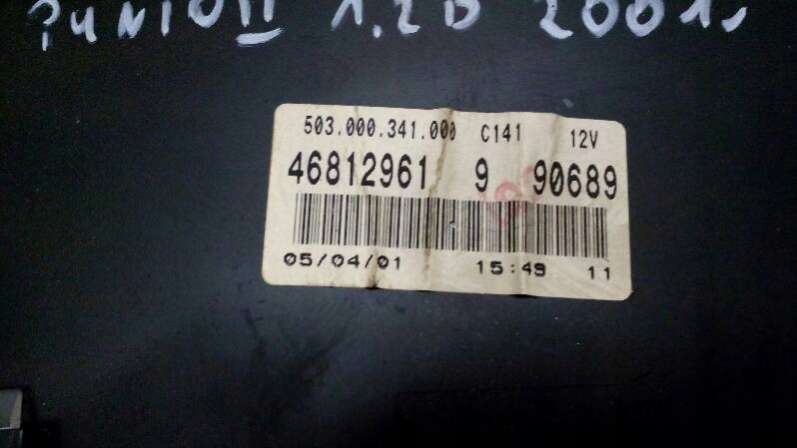 PUNTO II 1.2B 2001r
503.000.341.000 C141 12V
46812961 9 90689
05/04/01 15:49 11